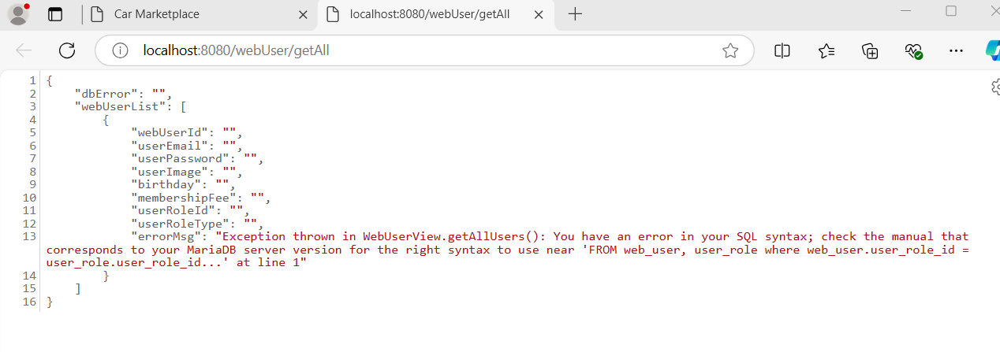 Car Marketplace
localhost:8080/webUser/getAll
localhost:8080/webUser/getAll
1 {
2 "dbError": "",
3 "webUserList": [
4 {
5 "webUserId": "",
6 "userEmail": "",
7 "userPassword": "",
8 "userImage": "",
9 "birthday": "",
10 "membershipFee": "",
11 "userRoleId": "",
12 "userRoleType": "",
13 "errorMsg": "Exception thrown in WebUserView.getAllUsers(): You have an error in your SQL syntax; check the manual that
corresponds to your MariaDB server version for the right syntax to use near 'FROM web_user, user_role where web_user.user_role_id =
user_role.user_role_id...' at line 1"
14 }
15 ]
16 }